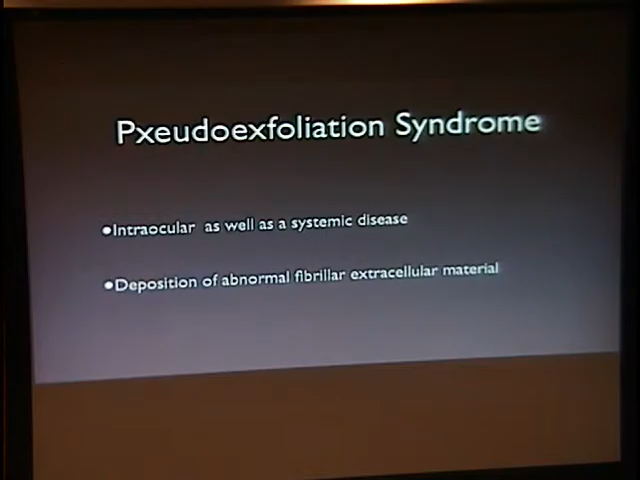 Pxeudoexfoliation Syndrome
•Intraocular as well as a systemic disease
•Deposition of abnormal fibrillar extracellular material